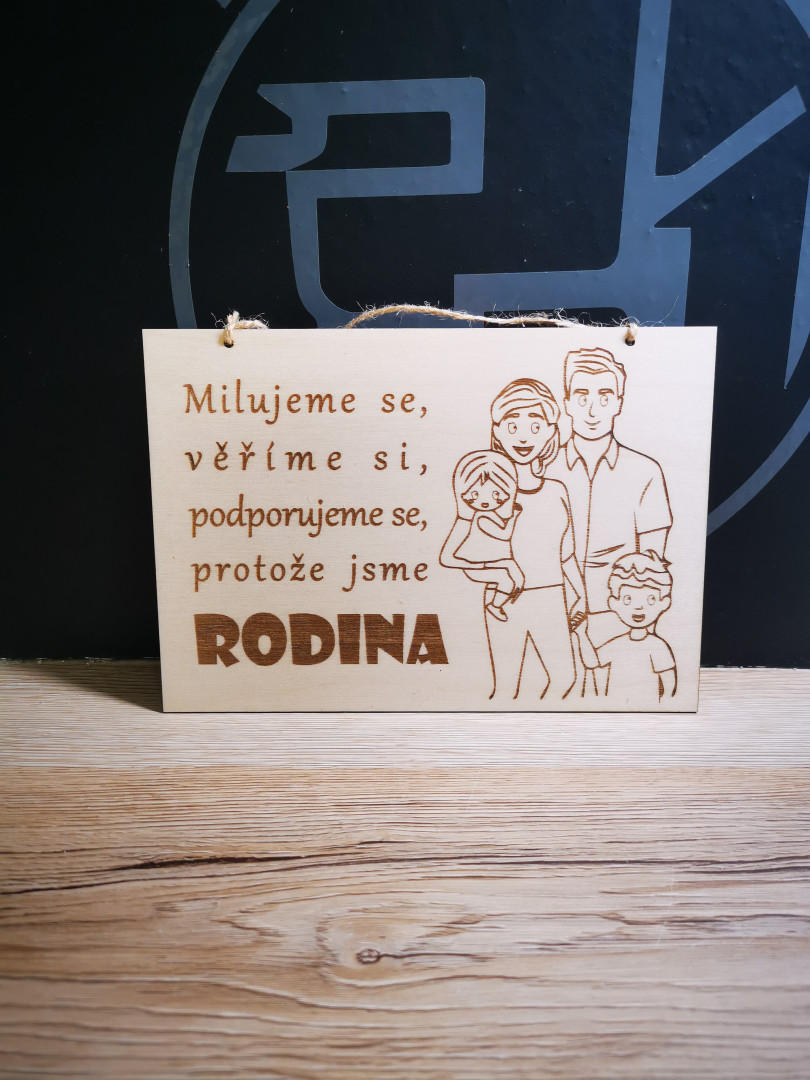 Milujeme se,
věříme si,
podporujeme se,
protože jsme
RODINA